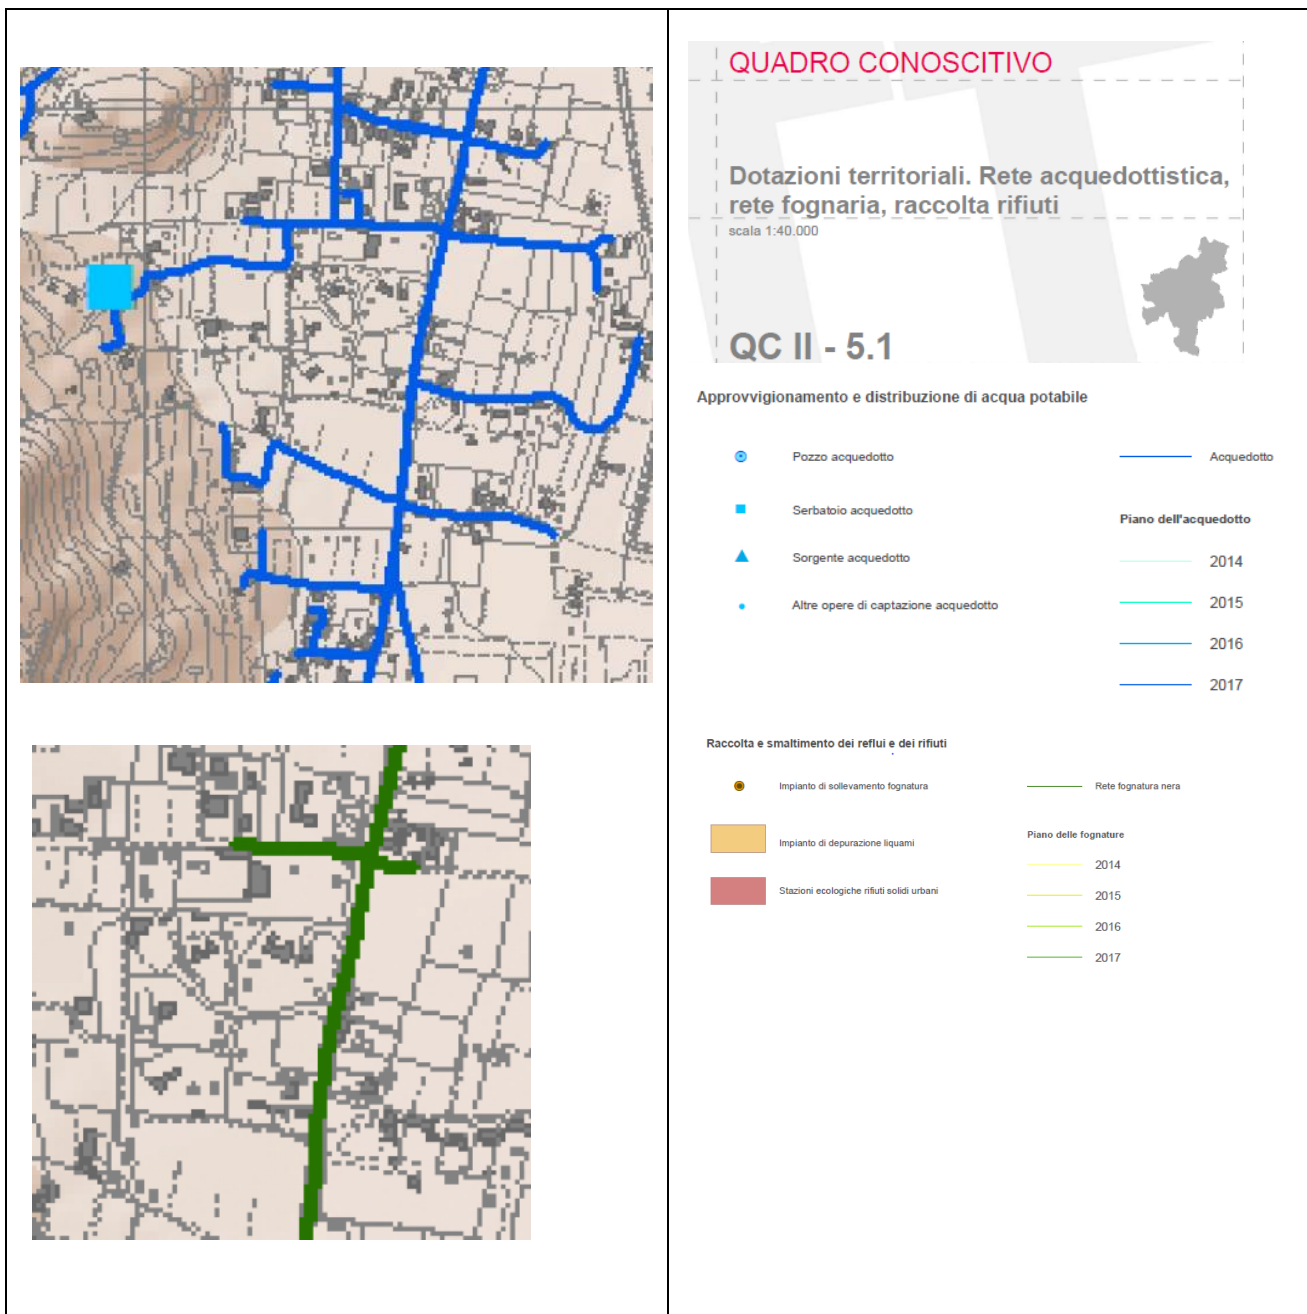 QUADRO CONOSCITIVO
Dotazioni territoriali. Rete acquedottistica,
rete fognaria, raccolta rifiuti
scala 1:40.000
QC II - 5.1
Approvvigionamento e distribuzione di acqua potabile
Pozzo acquedotto
Acquedotto
Serbatoio acquedotto
Piano dell'acquedotto
Sorgente acquedotto
2014
Altre opere di captazione acquedotto
2015
2016
2017
Raccolta e smaltimento dei reflui e dei rifiuti
Impianto di sollevamento fognatura
Rete fognatura nera
Impianto di depurazione liquami
Piano delle fognature
2014
Stazioni ecologiche rifiuti solidi urbani
2015
2016
2017